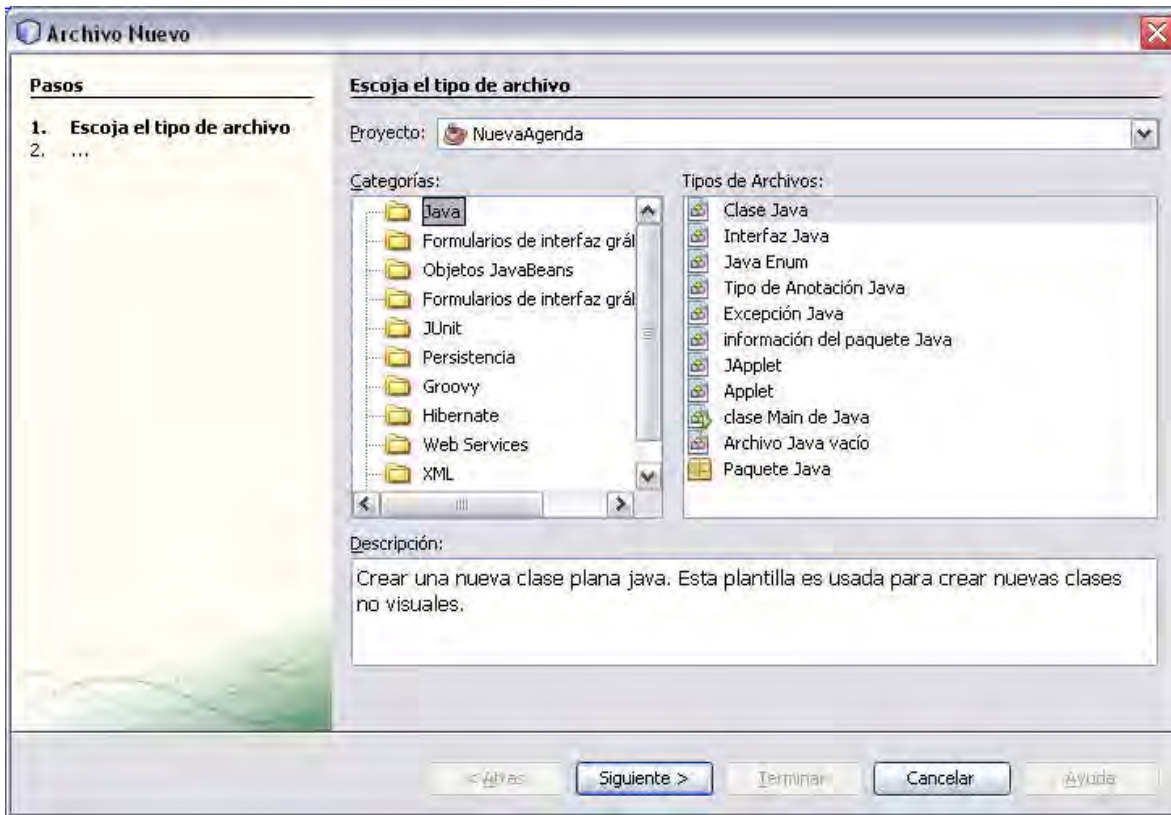 Archivo Nuevo
Pasos
1. Escoja el tipo de archivo
2. ...
Escoja el tipo de archivo
Proyecto: NuevaAgenda
Categorías:
Java
Formularios de interfaz grál
Objetos JavaBeans
Formularios de interfaz grál
JUnit
Persistencia
Groovy
Hibernate
Web Services
XML
Tipos de Archivos:
Clase Java
Interfaz Java
Java Enum
Tipo de Anotación Java
Excepción Java
información del paquete Java
JApplet
Applet
clase Main de Java
Archivo Java vacío
Paquete Java
Descripción:
Crear una nueva clase plana java. Esta plantilla es usada para crear nuevas clases
no visuales.
< Atras Siguiente > Terminar Cancelar Ayuda